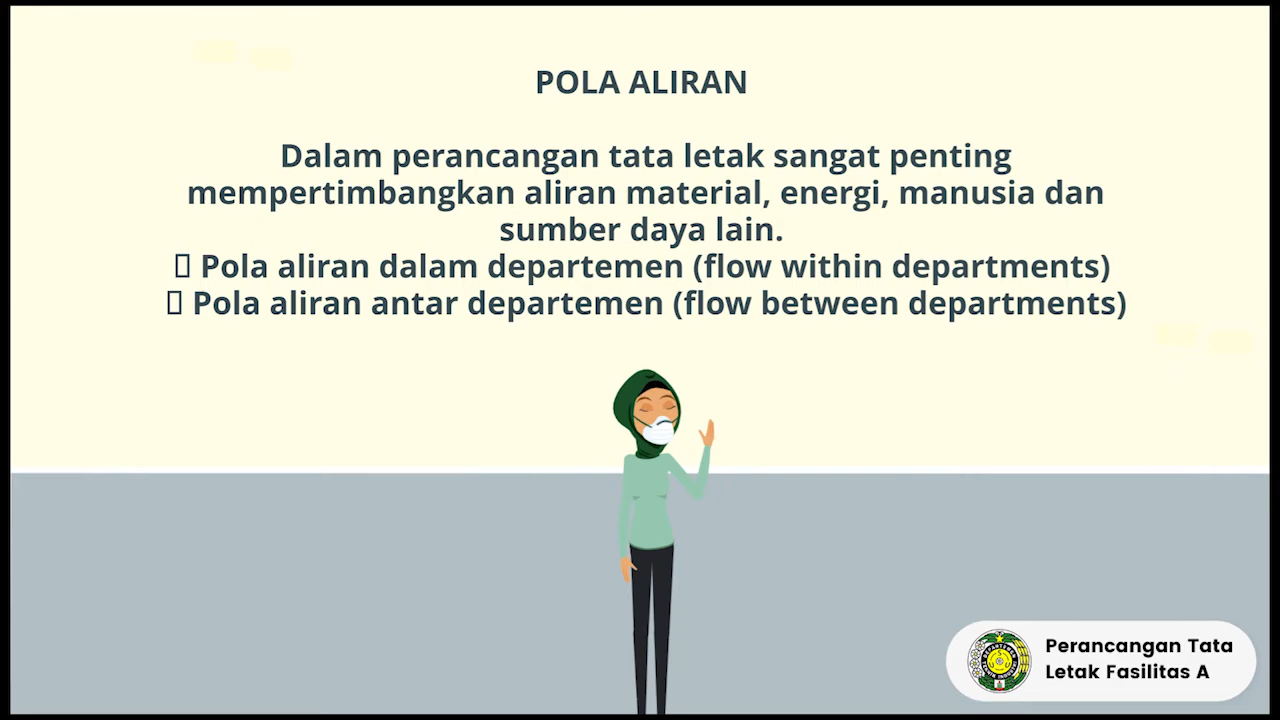 POLA ALIRAN
Dalam perancangan tata letak sangat penting
mempertimbangkan aliran material, energi, manusia dan
sumber daya lain.
▯ Pola aliran dalam departemen (flow within departments)
▯ Pola aliran antar departemen (flow between departments)
Perancangan Tata
Letak Fasilitas A